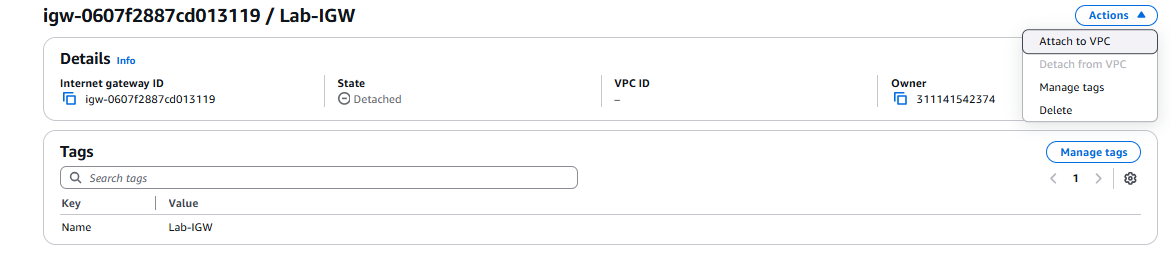 igw-0607f2887cd013119 / Lab-IGW
Actions
Attach to VPC
Detach from VPC
Manage tags
Delete
Details Info
Internet gateway ID
igw-0607f2887cd013119
State
Detached
VPC ID
–
Owner
311141542374
Tags
Manage tags
Search tags
1
Key Value
Name Lab-IGW